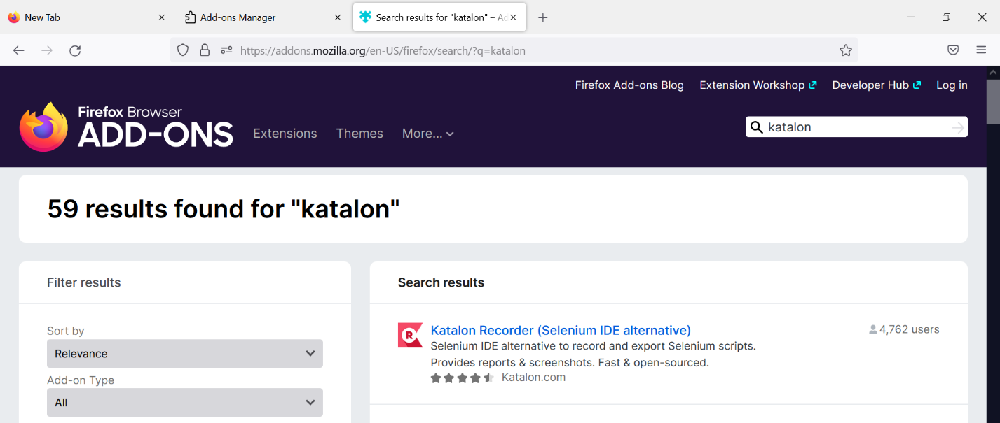 New Tab
Add-ons Manager
Search results for "katalon" – Ad
https://addons.mozilla.org/en-US/firefox/search/?q=katalon
Firefox Add-ons Blog Extension Workshop Developer Hub Log in
Firefox Browser
ADD-ONS
Extensions Themes More...
katalon
59 results found for "katalon"
Filter results
Sort by
Relevance
Add-on Type
All
Search results
R
Katalon Recorder (Selenium IDE alternative)
4,762 users
Selenium IDE alternative to record and export Selenium scripts.
Provides reports & screenshots. Fast & open-sourced.
Katalon.com